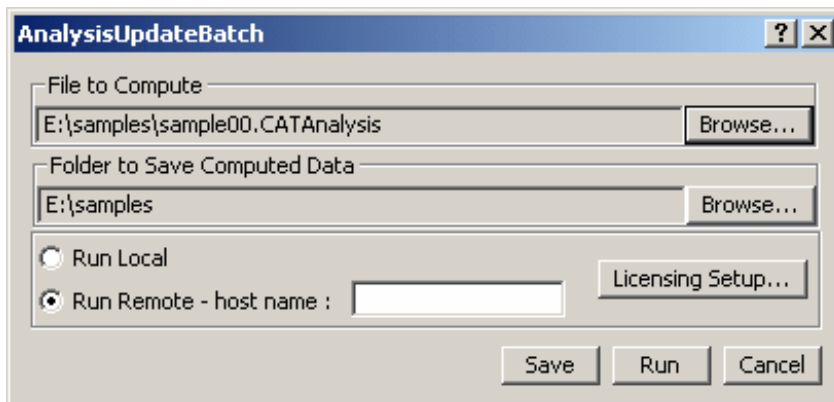 AnalysisUpdateBatch
File to Compute
E:\samples\sample00.CATAnalysis Browse...
Folder to Save Computed Data
E:\samples Browse...
Run Local
Run Remote - host name : Licensing Setup...
Save Run Cancel